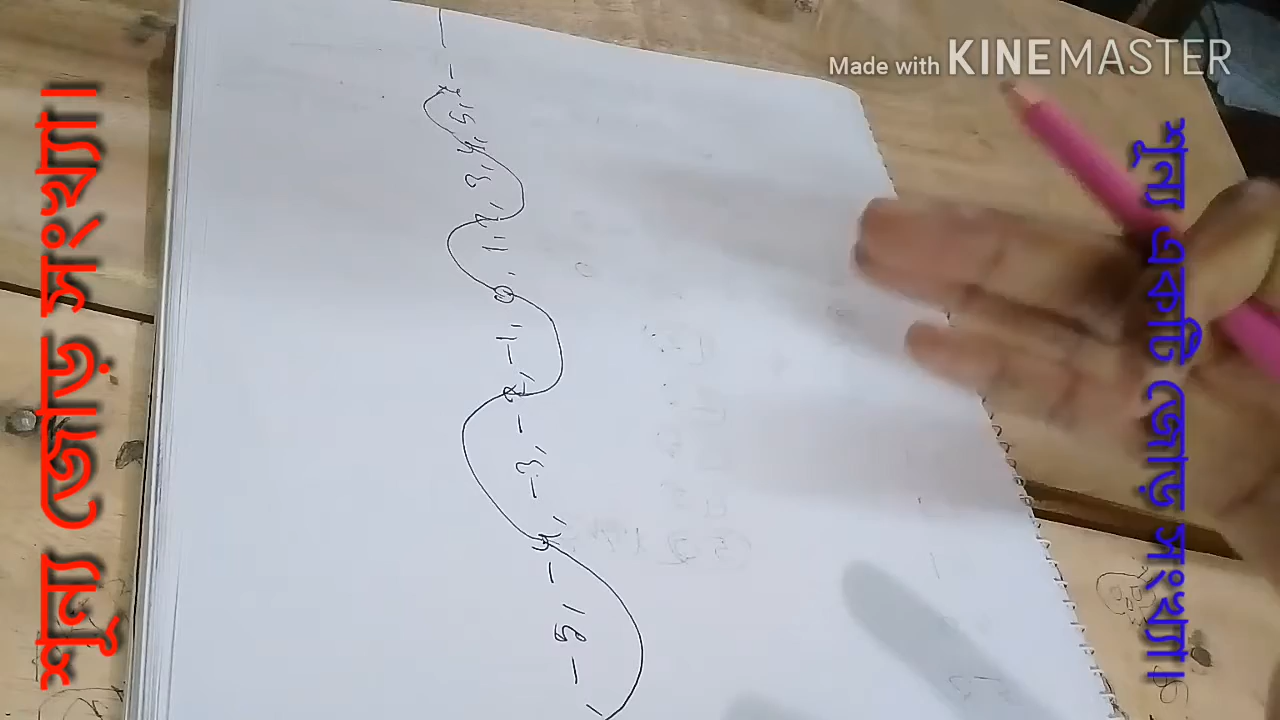 শূন্য জোড় সংখ্যা।
Made with KINEMASTER
শূন্য একটি জোড় সংখ্যা।
5, 4, 3, 2, 1, 0, -1, -2, -3, -4, -5,